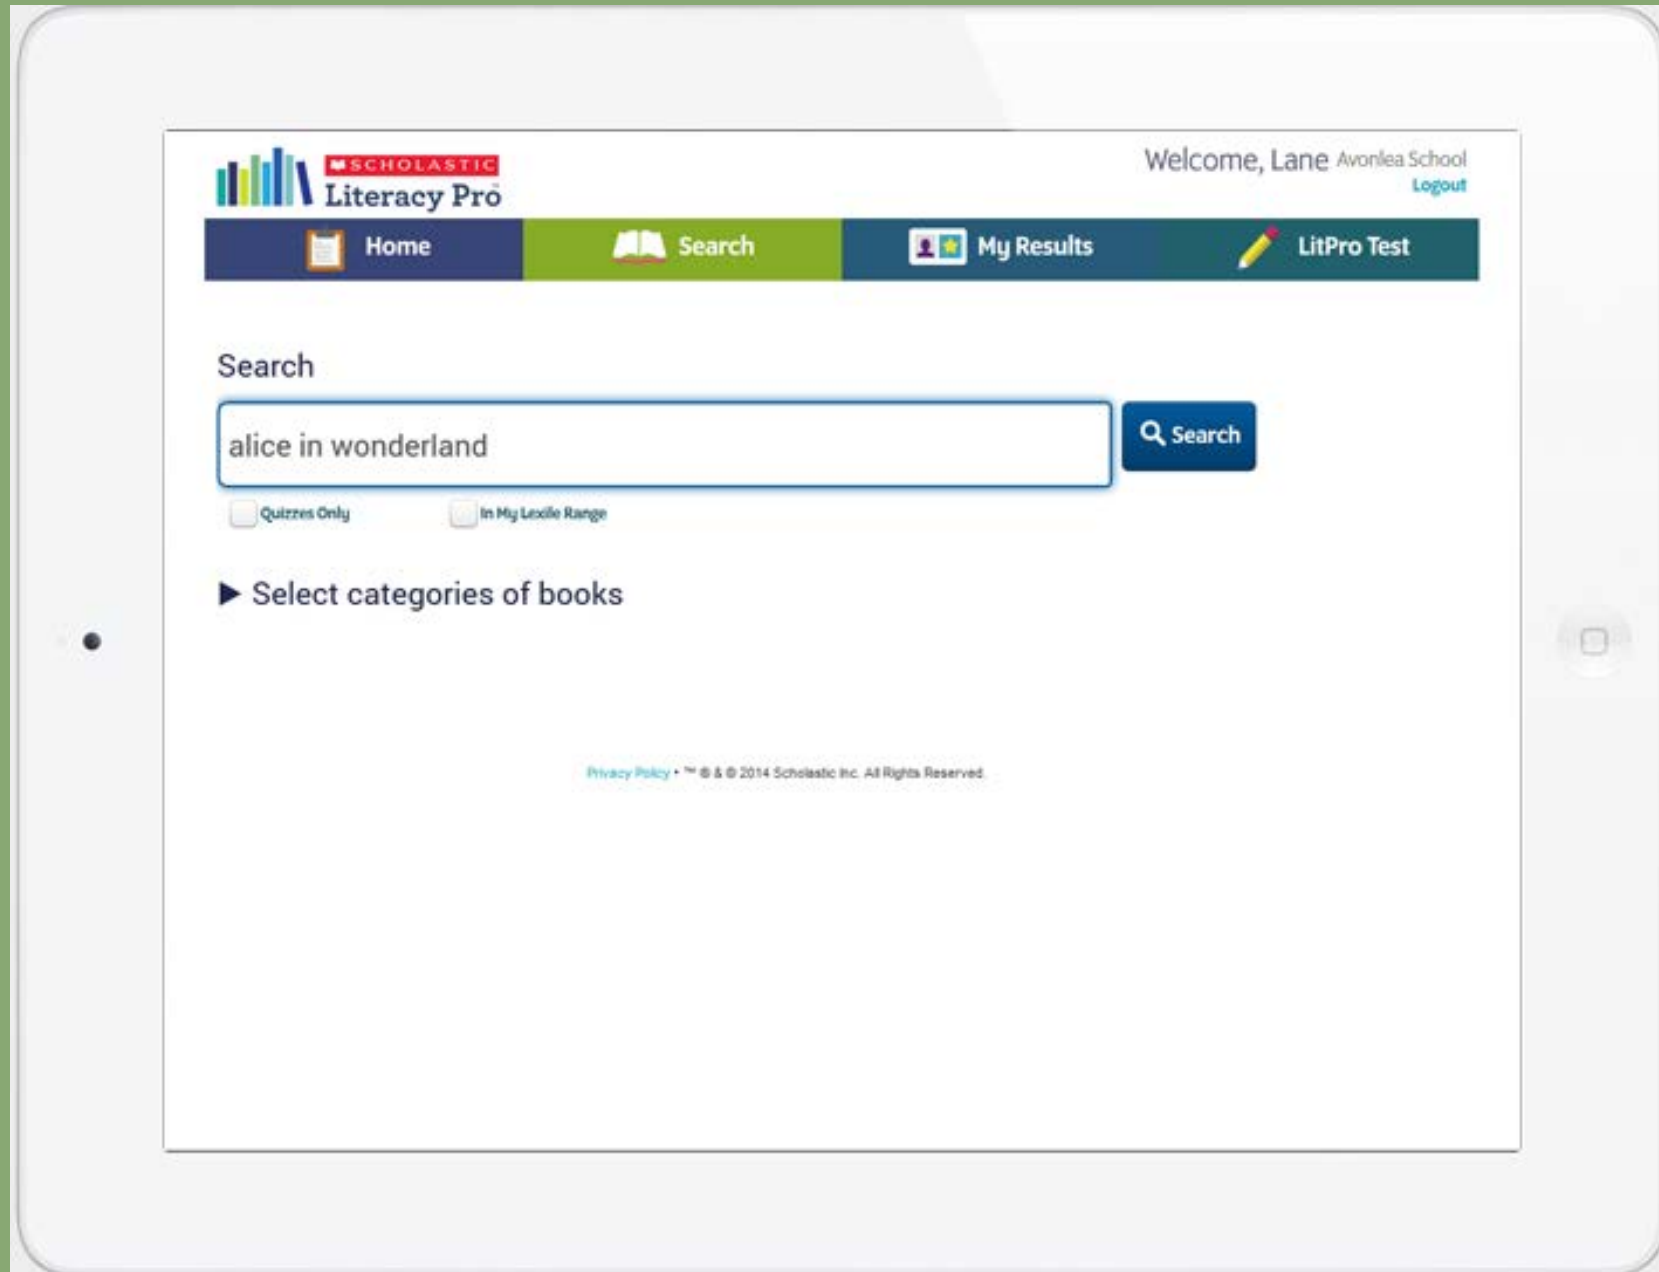 SCHOLASTIC
Literacy Pro™
Welcome, Lane Avonlea School
Logout
Home
Search
My Results
LitPro Test
Search
alice in wonderland
Search
Quizzes Only
In My Lexile Range
▶ Select categories of books
Privacy Policy • ™ ® & © 2014 Scholastic Inc. All Rights Reserved.